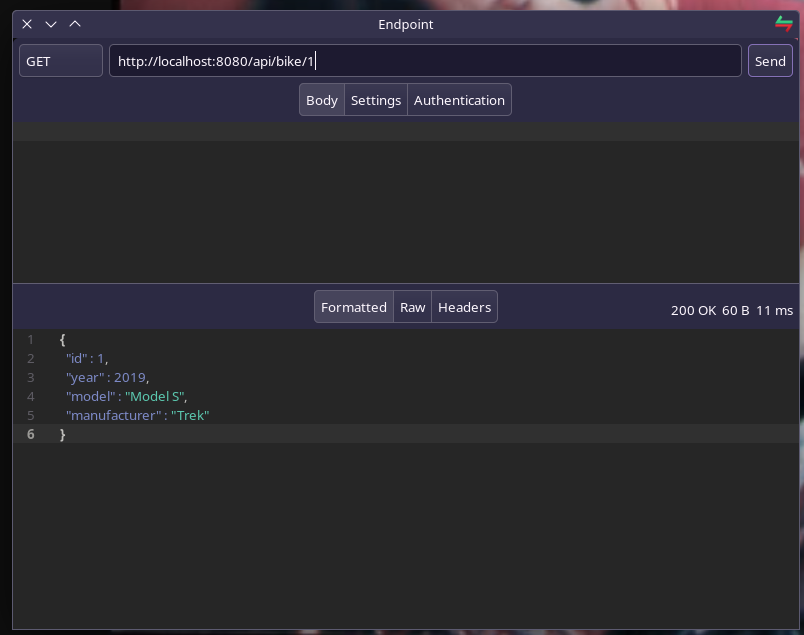 Endpoint
GET http://localhost:8080/api/bike/1 Send
Body Settings Authentication
Formatted Raw Headers 200 OK 60 B 11 ms
1 {
2 "id" : 1,
3 "year" : 2019,
4 "model" : "Model S",
5 "manufacturer" : "Trek"
6 }